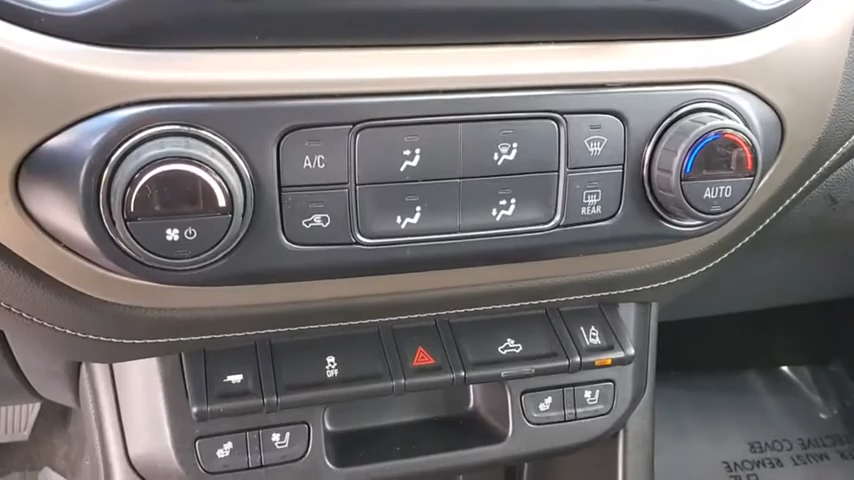 A/C
REAR
AUTO
OFF
PROTECTIVE COVER
REMOVE MUST